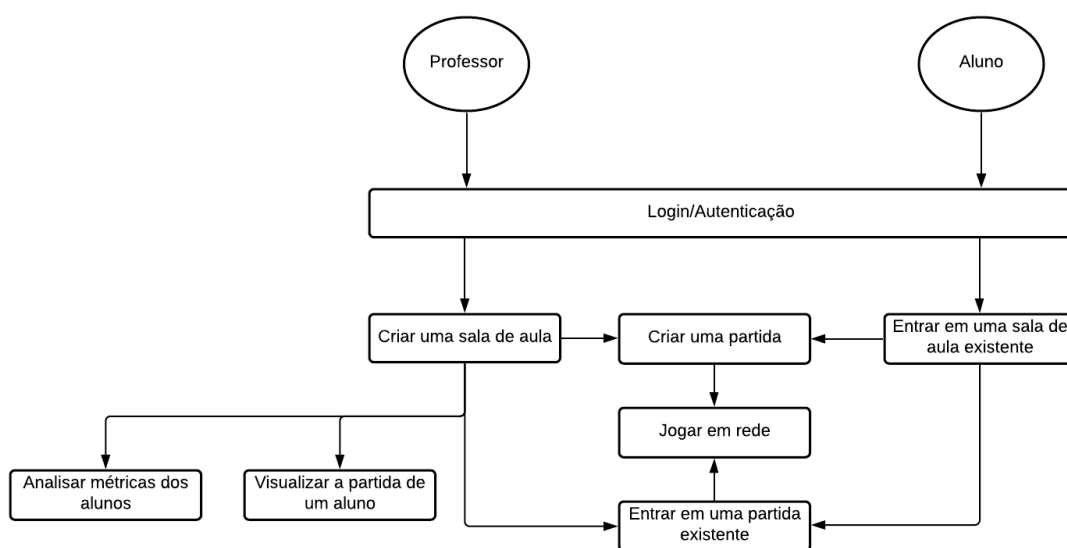 Professor
Aluno
Login/Autenticação
Criar uma sala de aula
Criar uma partida
Entrar em uma sala de
aula existente
Jogar em rede
Analisar métricas dos
alunos
Visualizar a partida de
um aluno
Entrar em uma partida
existente